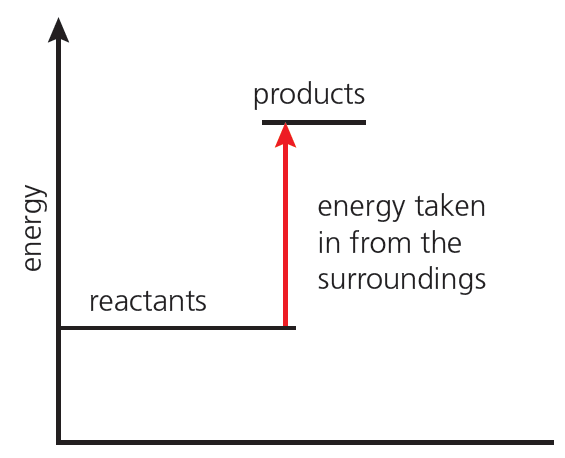 products
energy taken
in from the
surroundings
energy
reactants